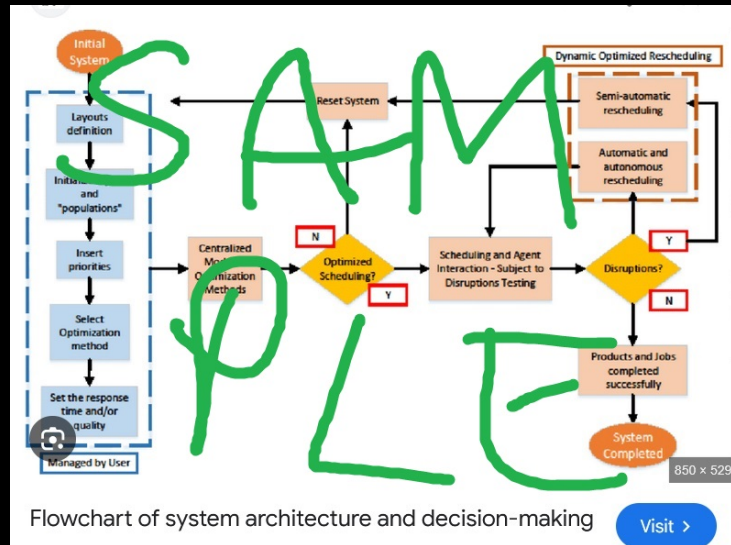 Initial
System
Dynamic Optimized Rescheduling
Layouts
definition
Reset System
Semi-automatic
rescheduling
and
"populations"
Automatic and
autonomous
rescheduling
Insert
priorities
Centralized
Methods
N
Optimized
Scheduling?
Y
Scheduling and Agent
Interaction - Subject to
Disruptions Testing
Disruptions?
Y
N
Select
Optimization
method
Set the response
time and/or
quality
Managed by User
Products and Jobs
completed
successfully
System
Completed
SAM
PLE
850 × 529
Flowchart of system architecture and decision-making
Visit >